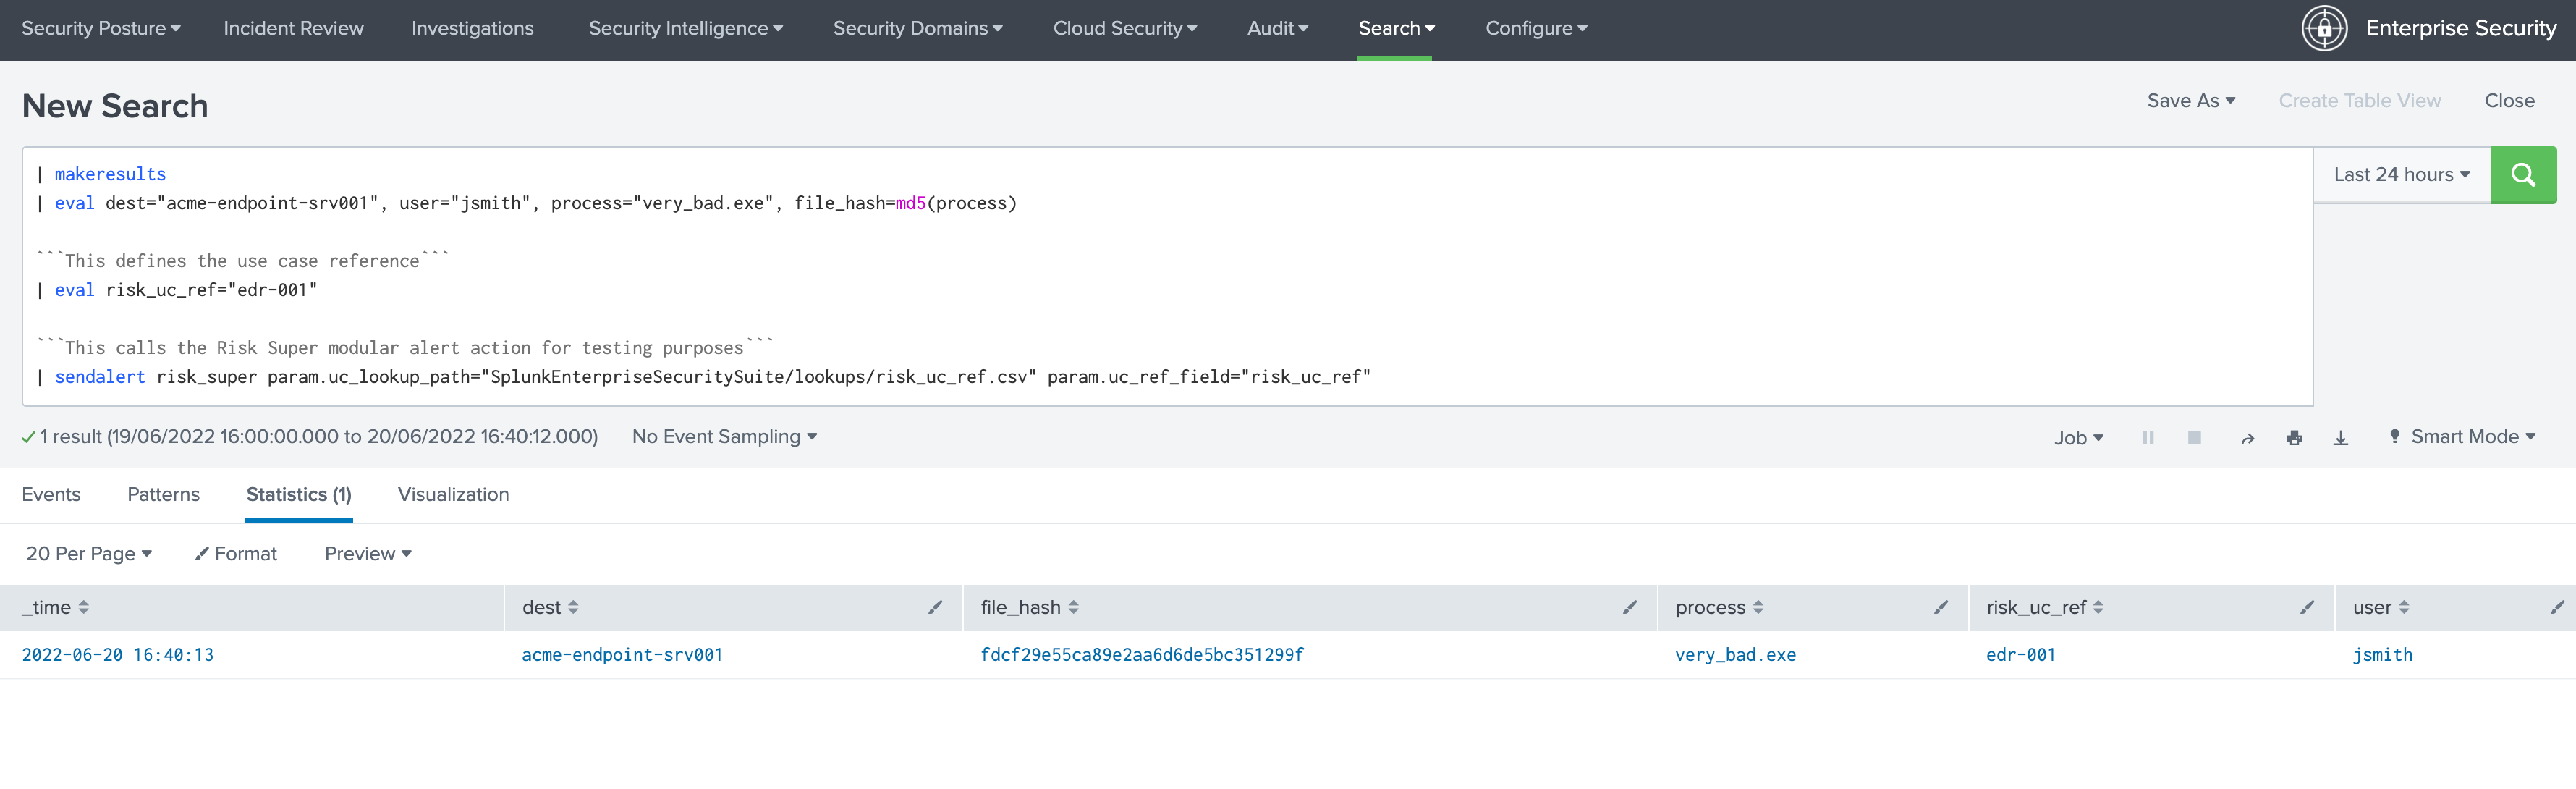 Security Posture Incident Review Investigations Security Intelligence Security Domains Cloud Security Audit Search Configure Enterprise Security
New Search
Save As Create Table View Close
| makeresults
Last 24 hours
| eval dest="acme-endpoint-srv001", user="jsmith", process="very_bad.exe", file_hash=md5(process)
```This defines the use case reference```
| eval risk_uc_ref="edr-001"
```This calls the Risk Super modular alert action for testing purposes```
| sendalert risk_super param.uc_lookup_path="SplunkEnterpriseSecuritySuite/lookups/risk_uc_ref.csv" param.uc_ref_field="risk_uc_ref"
1 result (19/06/2022 16:00:00.000 to 20/06/2022 16:40:12.000) No Event Sampling Job Smart Mode
Events Patterns Statistics (1) Visualization
20 Per Page Format Preview
_time dest file_hash process risk_uc_ref user
2022-06-20 16:40:13 acme-endpoint-srv001 fdcf29e55ca89e2aa6d6de5bc351299f very_bad.exe edr-001 jsmith